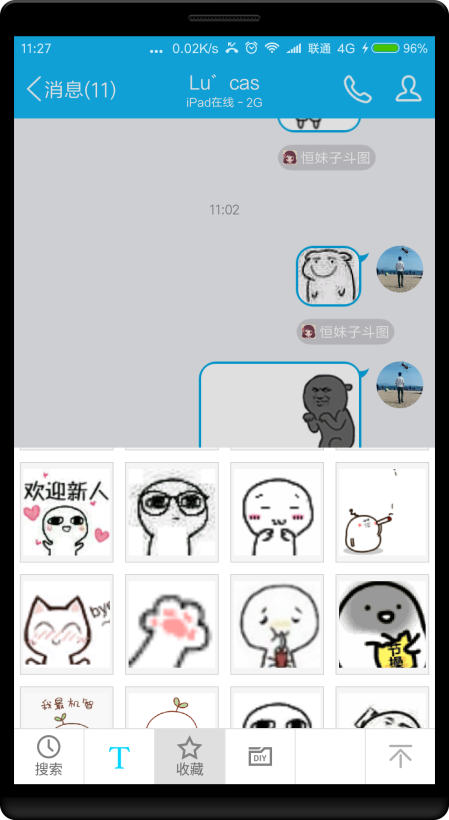 11:27
... 0.02K/s 联通 4G 96%
消息(11)
Lu゛cas
iPad在线 - 2G
恒妹子斗图
11:02
恒妹子斗图
欢迎新人
bye~
节操
我最机智
搜索
T
收藏
DIY